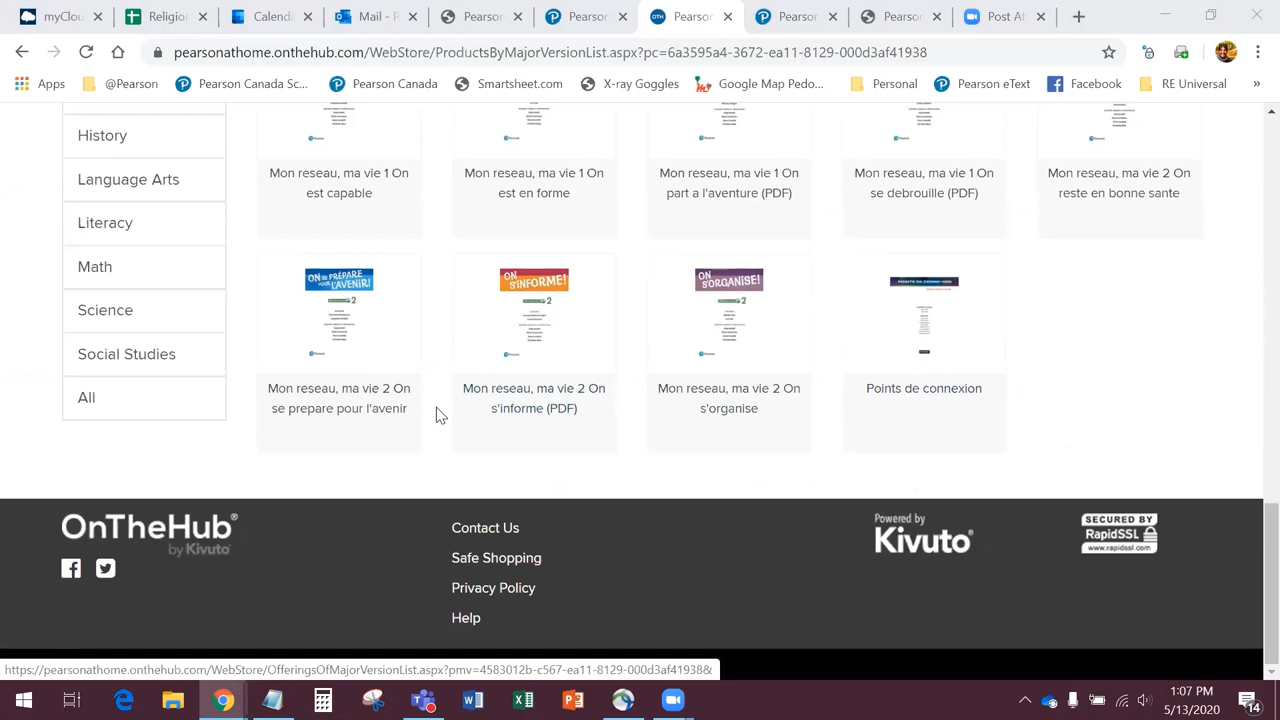 myClou
Religio
Canad
Mail - P
Pearso
Pearson
Pearson
Pearson
Pearso
Post At
pearsonathome.onthehub.com/WebStore/ProductsByMajorVersionList.aspx?pc=6a3595a4-3672-ea11-8129-000d3af41938
Apps
@Pearson
Pearson Canada S...
Pearson Canada
Smartsheet.com
X-ray Goggles
Google Map Pedo...
Personal
Pearson eText
Facebook
RE Universal
»
History
Language Arts
Literacy
Math
Science
Social Studies
All
Mon reseau, ma vie 1 On
est capable
Mon reseau, ma vie 1 On
est en forme
Mon reseau, ma vie 1 On
part a l'aventure (PDF)
Mon reseau, ma vie 1 On
se debrouille (PDF)
Mon reseau, ma vie 2 On
reste en bonne sante
ON SE PRÉPARE
POUR L'AVENIR!
ON
S'INFORME!
ON
S'ORGANISE!
POINTS DE CONNEXION
Mon reseau, ma vie 2 On
se prepare pour l'avenir
Mon reseau, ma vie 2 On
s'informe (PDF)
Mon reseau, ma vie 2 On
s'organise
Points de connexion
OnTheHub®
by Kivuto
Contact Us
Safe Shopping
Privacy Policy
Help
Powered by
Kivuto
SECURED BY
RapidSSL
www.rapidssl.com
https://pearsonathome.onthehub.com/WebStore/OfferingsOfMajorVersionList.aspx?pmv=4583012b-c567-ea11-8129-000d3af41938&
1:07 PM
5/13/2020
14